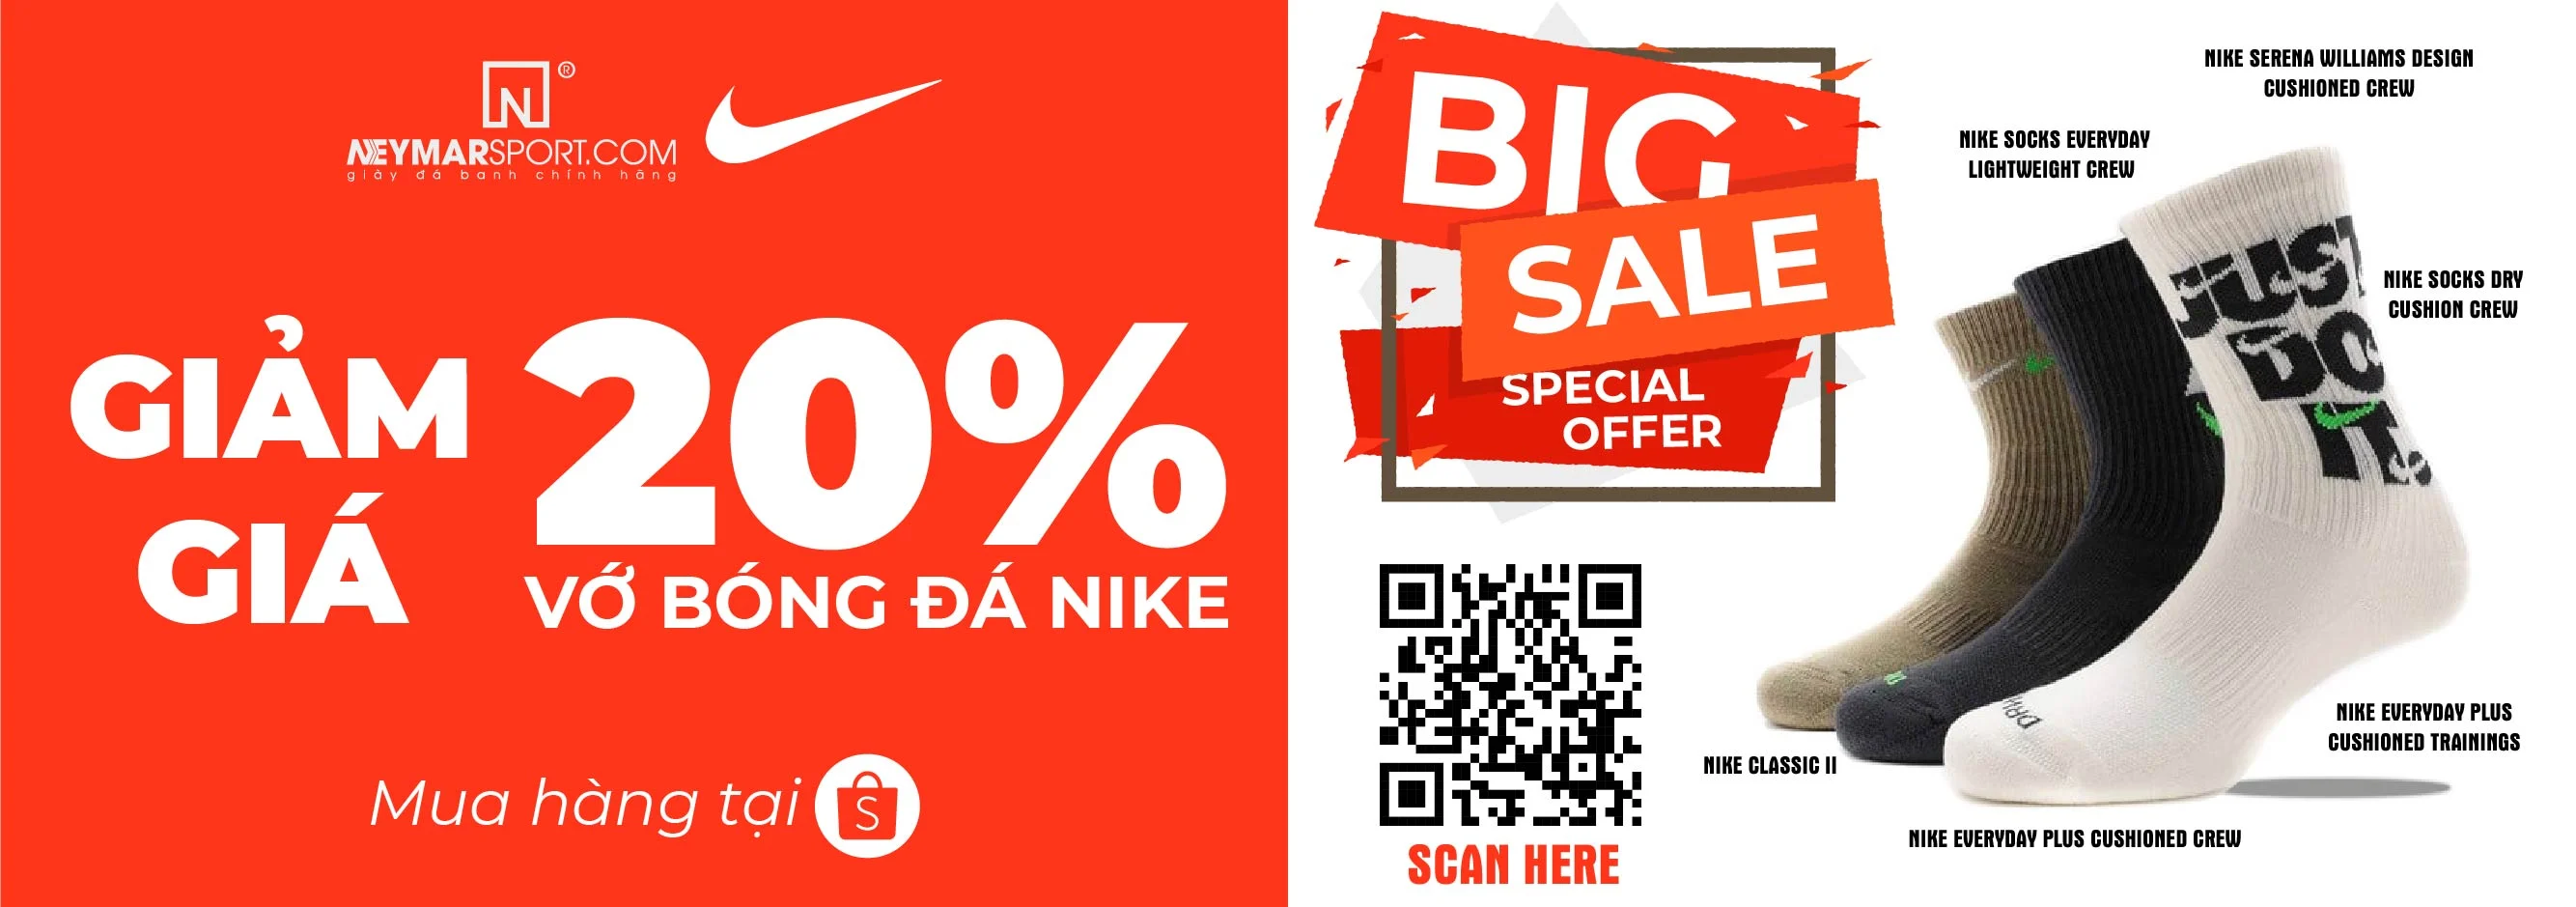 N®
NEYMARSPORT.COM
giày đá banh chính hãng
GIẢM
GIÁ
20%
VỚ BÓNG ĐÁ NIKE
Mua hàng tại
S
BIG
SALE
SPECIAL
OFFER
SCAN HERE
NIKE SERENA WILLIAMS DESIGN
CUSHIONED CREW
NIKE SOCKS EVERYDAY
LIGHTWEIGHT CREW
JUST
DO
IT.
NIKE SOCKS DRY
CUSHION CREW
NIKE EVERYDAY PLUS
CUSHIONED TRAININGS
NIKE CLASSIC II
NIKE EVERYDAY PLUS CUSHIONED CREW